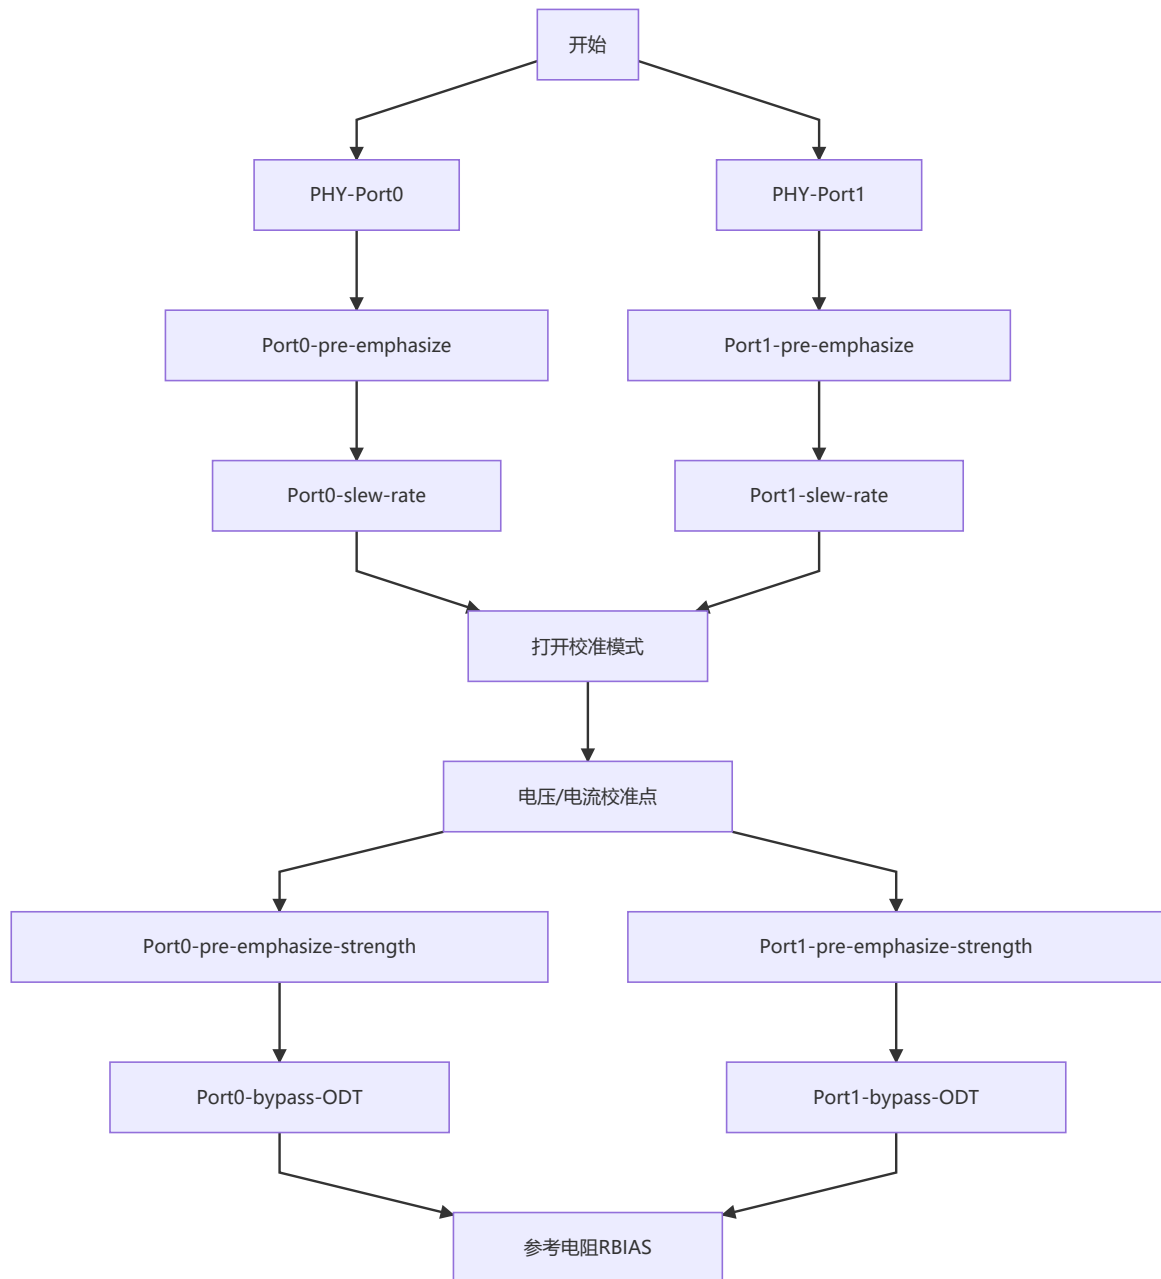 开始
PHY-Port0
PHY-Port1
Port0-pre-emphasize
Port1-pre-emphasize
Port0-slew-rate
Port1-slew-rate
打开校准模式
电压/电流校准点
Port0-pre-emphasize-strength
Port1-pre-emphasize-strength
Port0-bypass-ODT
Port1-bypass-ODT
参考电阻RBIAS